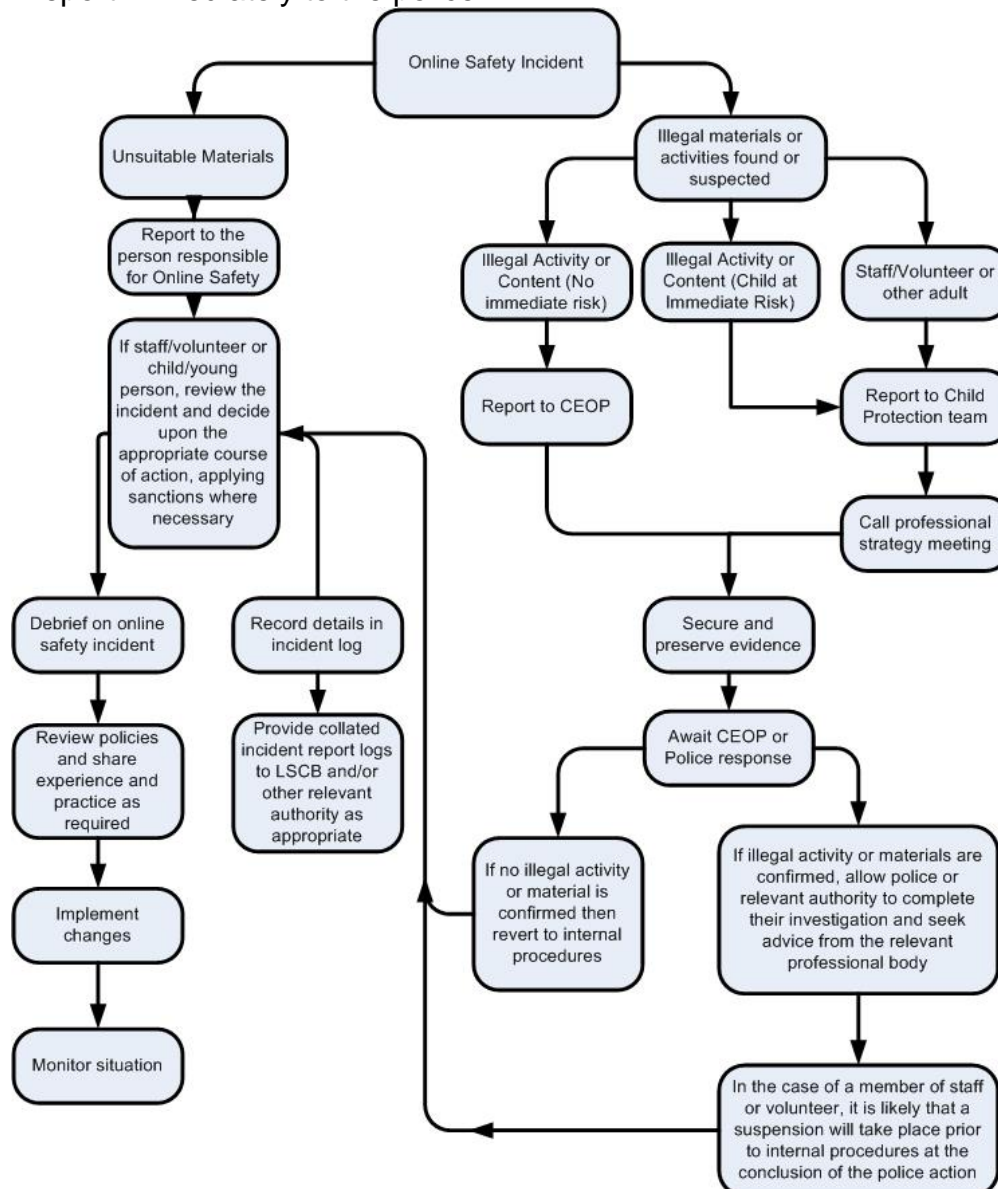 to the police
Online Safety Incident
Unsuitable Materials
Report to the
person responsible
for Online Safety
If staff/volunteer or
child/young
person, review the
incident and decide
upon the
appropriate course
of action, applying
sanctions where
necessary
Debrief on online
safety incident
Review policies
and share
experience and
practice as
required
Implement
changes
Monitor situation
Record details in
incident log
Provide collated
incident report logs
to LSCB and/or
other relevant
authority as
appropriate
Illegal materials or
activities found or
suspected
Illegal Activity or
Content (No
immediate risk)
Illegal Activity or
Content (Child at
Immediate Risk)
Staff/Volunteer or
other adult
Report to CEOP
Report to Child
Protection team
Call professional
strategy meeting
Secure and
preserve evidence
Await CEOP or
Police response
If no illegal activity
or material is
confirmed then
revert to internal
procedures
If illegal activity or materials are
confirmed, allow police or
relevant authority to complete
their investigation and seek
advice from the relevant
professional body
In the case of a member of staff
or volunteer, it is likely that a
suspension will take place prior
to internal procedures at the
conclusion of the police action